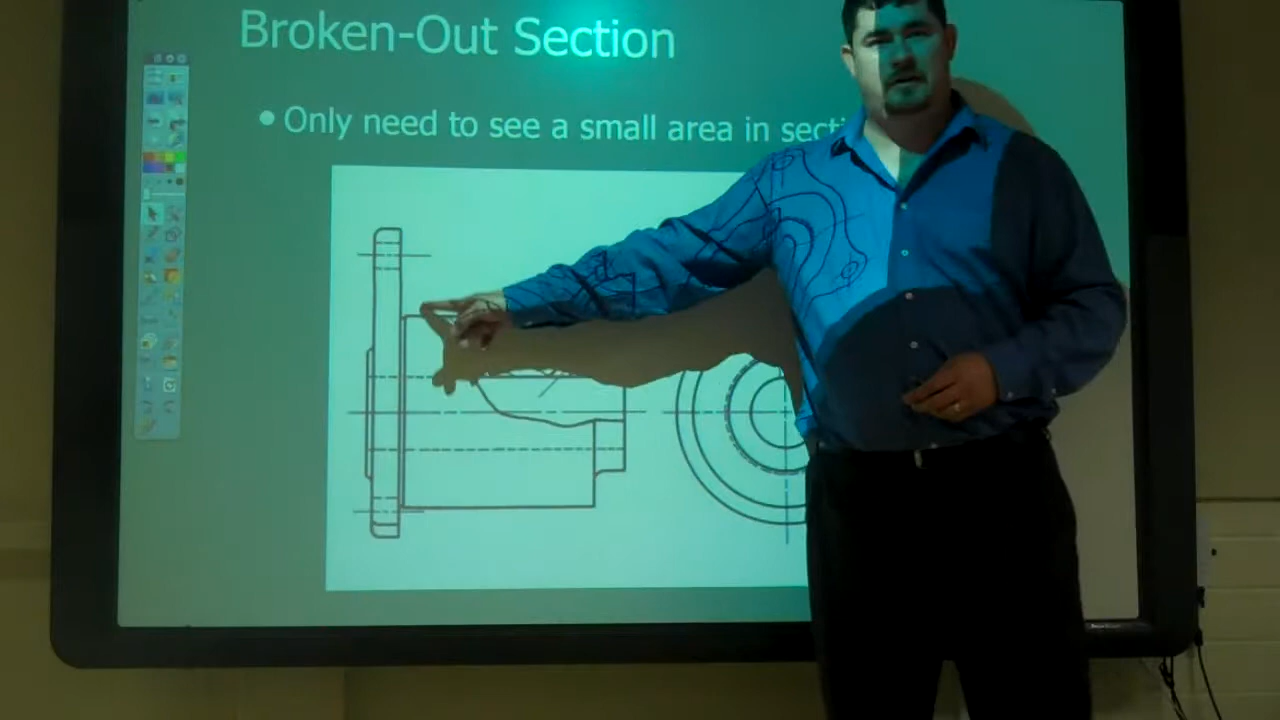 Broken-Out Section
• Only need to see a small area in secti